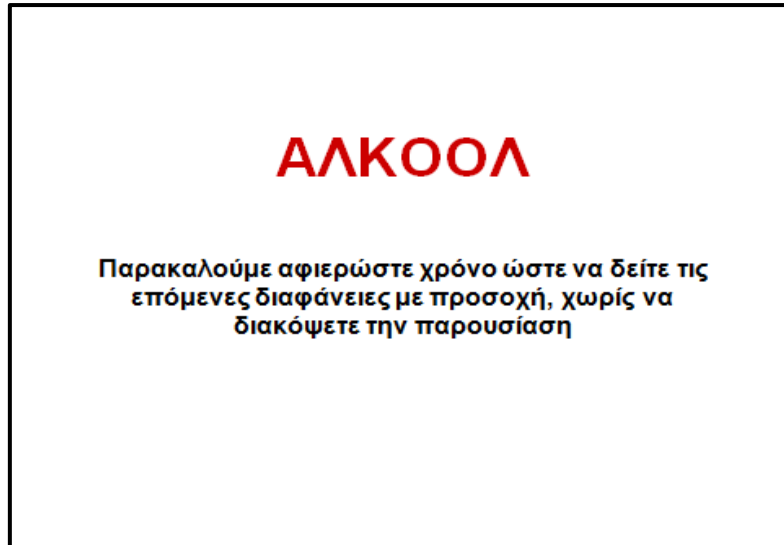 ΑΛΚΟΟΛ
Παρακαλούμε αφιερώστε χρόνο ώστε να δείτε τις
επόμενες διαφάνειες με προσοχή, χωρίς να
διακόψετε την παρουσίαση